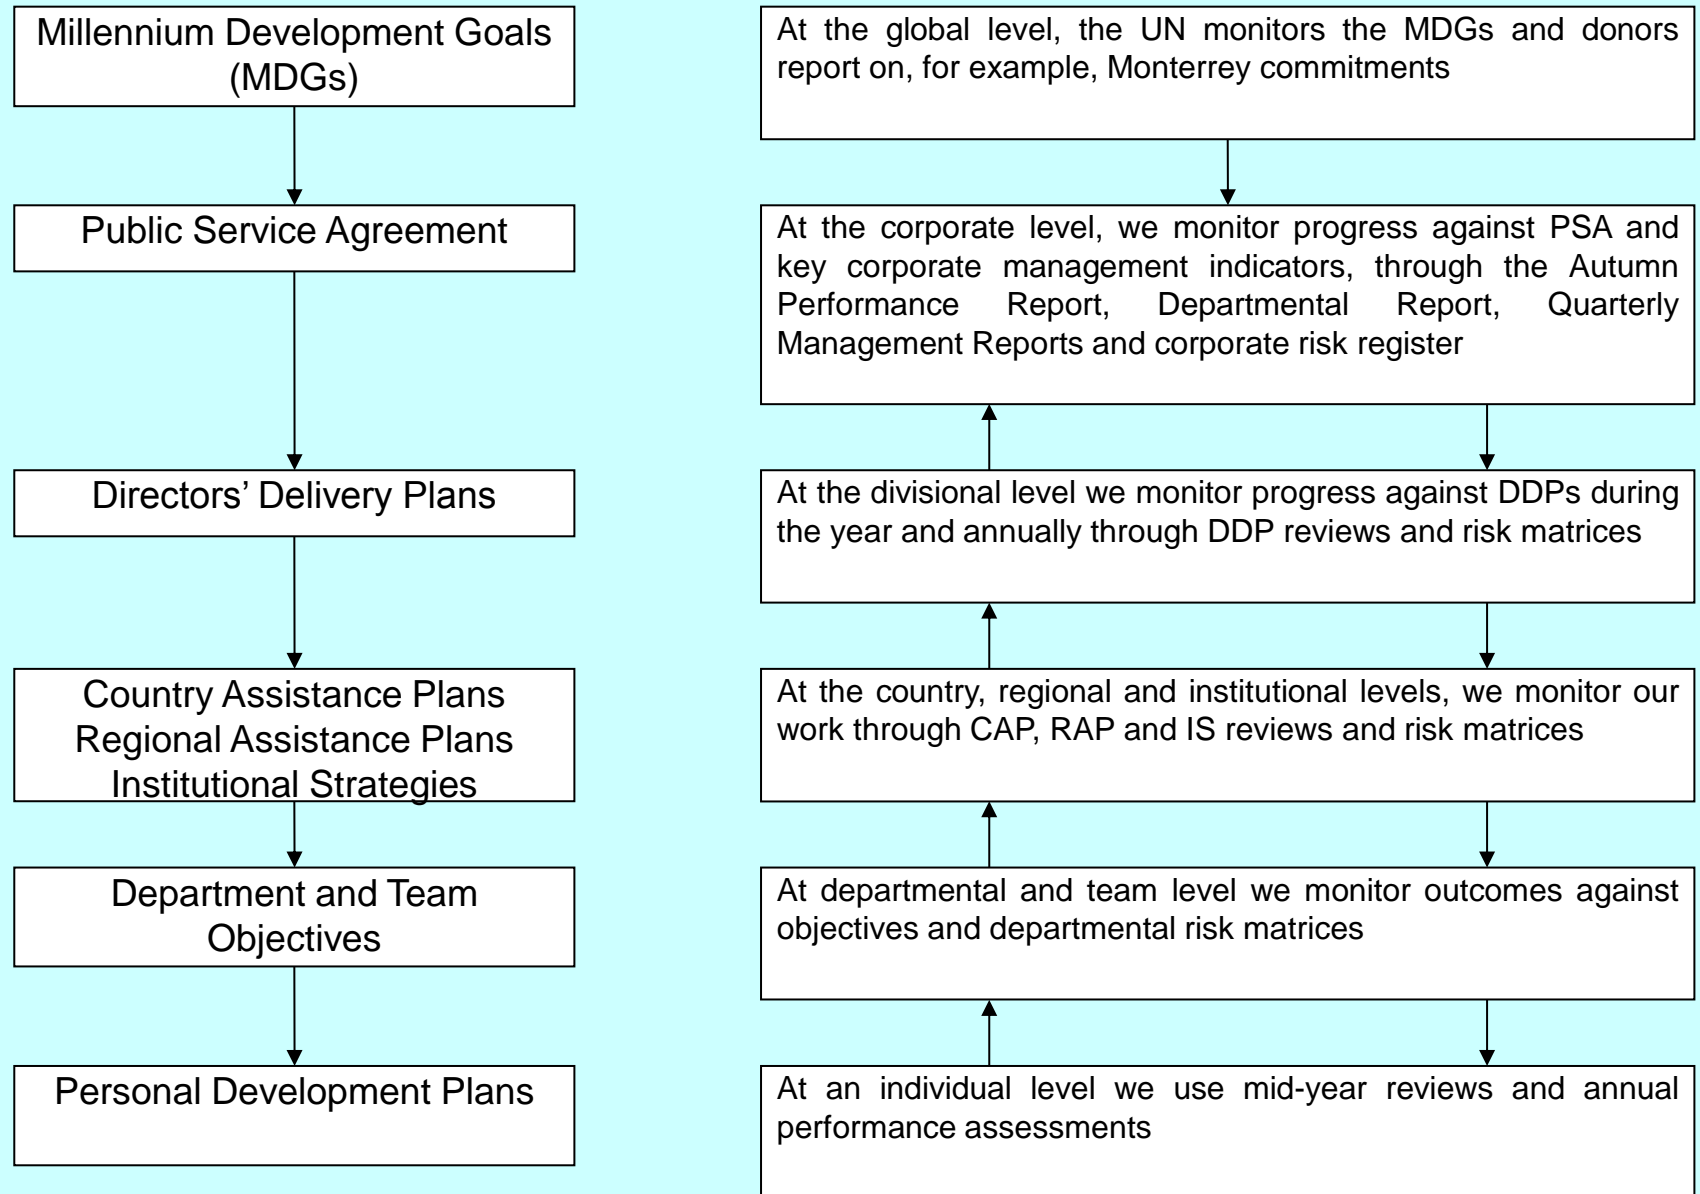 Millennium Development Goals
(MDGs)
At the global level, the UN monitors the MDGs and donors
report on, for example, Monterrey commitments
Public Service Agreement
At the corporate level, we monitor progress against PSA and
key corporate management indicators, through the Autumn
Performance Report, Departmental Report, Quarterly
Management Reports and corporate risk register
Directors’ Delivery Plans
At the divisional level we monitor progress against DDPs during
the year and annually through DDP reviews and risk matrices
Country Assistance Plans
Regional Assistance Plans
Institutional Strategies
At the country, regional and institutional levels, we monitor our
work through CAP, RAP and IS reviews and risk matrices
Department and Team
Objectives
At departmental and team level we monitor outcomes against
objectives and departmental risk matrices
Personal Development Plans
At an individual level we use mid-year reviews and annual
performance assessments